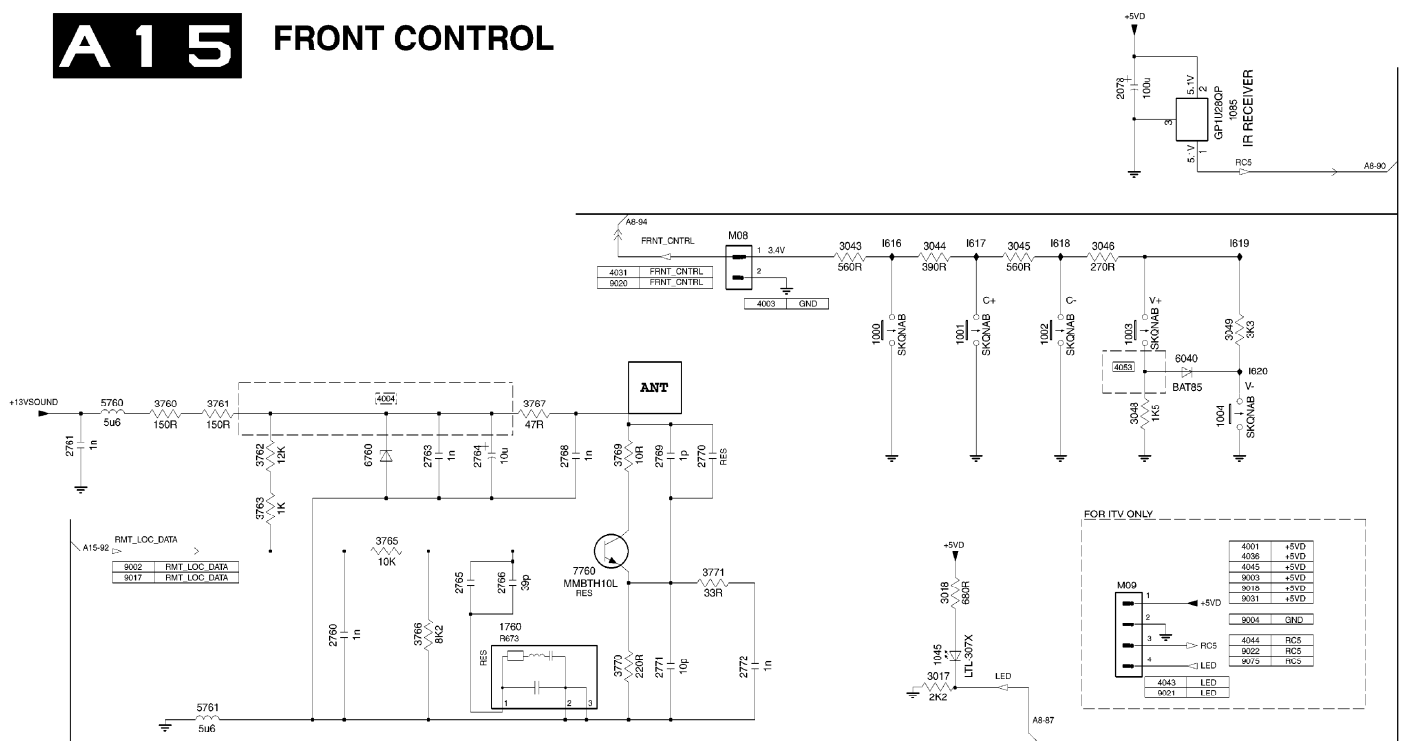 A15 FRONT CONTROL
+5VD
2078
100u
5.1V
2
3
GP1U28QP
1085
IR RECEIVER
5.1V
1
RC5
A8-90
A8-94
FRNT_CNTRL
M08
1 3.4V
2
4031 FRNT_CNTRL
9020 FRNT_CNTRL
4003 GND
3043
560R
I616
3044
390R
I617
3045
560R
I618
3046
270R
I619
1000
SKQNAB
C+
1001
SKQNAB
C-
1002
SKQNAB
V+
1003
SKQNAB
3049
3K3
4053
6040
BAT85
I620
3048
1K5
V-
1004
SKQNAB
+13VSOUND
5760
5u6
3760
150R
3761
150R
4004
3767
47R
ANT
2761
1n
3762
12K
3763
1K
6760
2763
1n
2764
10u
2768
1n
3769
10R
2769
1p
2770
RES
A15-92
RMT_LOC_DATA
9002 RMT_LOC_DATA
9017 RMT_LOC_DATA
3765
10K
2765
2766
39p
7760
MMBTH10L
RES
3771
33R
2760
1n
3766
8K2
1760
R673
RES
1 2 3
3770
220R
2771
10p
2772
1n
5761
5u6
+5VD
3018
680R
1045
LTL-307X
3017
2K2
LED
A8-87
FOR ITV ONLY
M09
1 +5VD
2
3 RC5
4 LED
4001 +5VD
4036 +5VD
4045 +5VD
9003 +5VD
9018 +5VD
9031 +5VD
9004 GND
4044 RC5
9022 RC5
9075 RC5
4043 LED
9021 LED